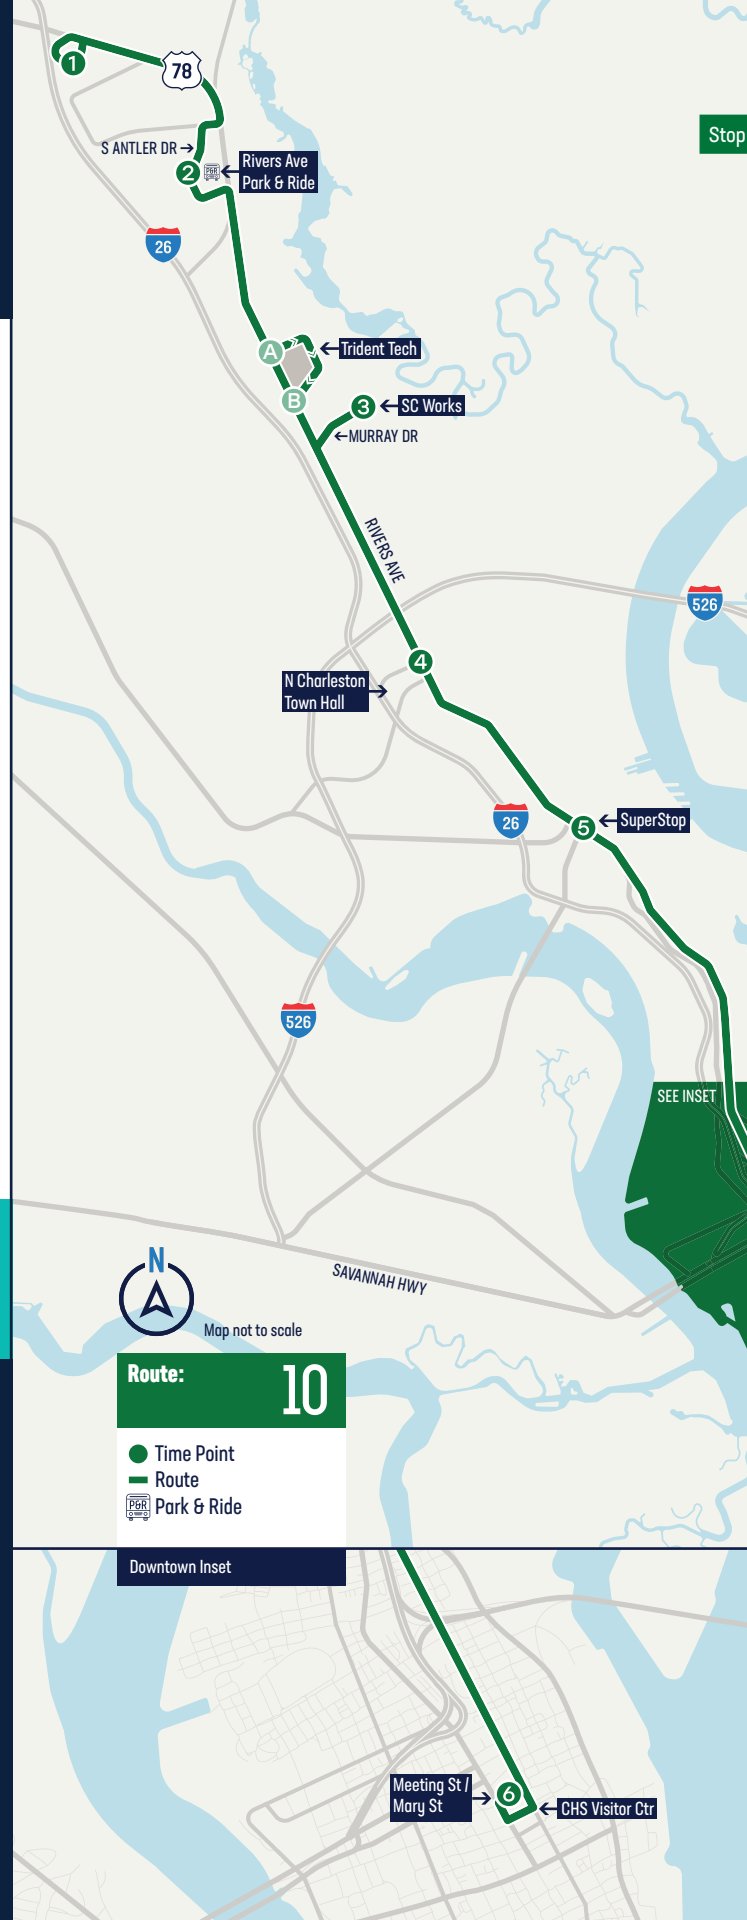 1
78
Stop
S ANTLER DR
2
P&R
Rivers Ave
Park & Ride
26
A
Trident Tech
B
3
SC Works
MURRAY DR
RIVERS AVE
526
4
N Charleston
Town Hall
26
5
SuperStop
526
SEE INSET
N
SAVANNAH HWY
Map not to scale
Route:
10
Time Point
Route
P&R
Park & Ride
Downtown Inset
Meeting St /
Mary St
6
CHS Visitor Ctr